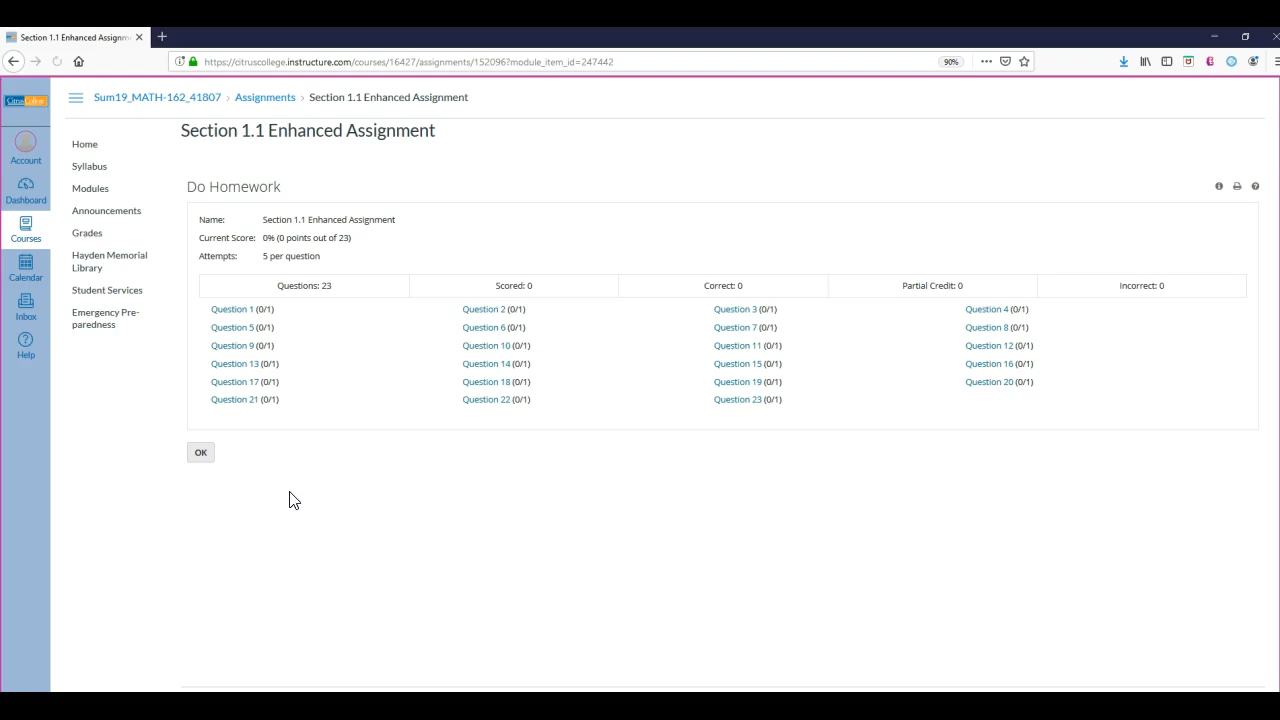 Section 1.1 Enhanced Assignm
https://citruscollege.instructure.com/courses/16427/assignments/152096?module_item_id=247442
90%
Citrus College
Sum19_MATH-162_41807 › Assignments › Section 1.1 Enhanced Assignment
Account
Dashboard
Courses
Calendar
Inbox
Help
Home
Syllabus
Modules
Announcements
Grades
Hayden Memorial
Library
Student Services
Emergency Pre-
paredness
Section 1.1 Enhanced Assignment
Do Homework
Name: Section 1.1 Enhanced Assignment
Current Score: 0% (0 points out of 23)
Attempts: 5 per question
Questions: 23 Scored: 0 Correct: 0 Partial Credit: 0 Incorrect: 0
Question 1 (0/1) Question 2 (0/1) Question 3 (0/1) Question 4 (0/1)
Question 5 (0/1) Question 6 (0/1) Question 7 (0/1) Question 8 (0/1)
Question 9 (0/1) Question 10 (0/1) Question 11 (0/1) Question 12 (0/1)
Question 13 (0/1) Question 14 (0/1) Question 15 (0/1) Question 16 (0/1)
Question 17 (0/1) Question 18 (0/1) Question 19 (0/1) Question 20 (0/1)
Question 21 (0/1) Question 22 (0/1) Question 23 (0/1)
OK